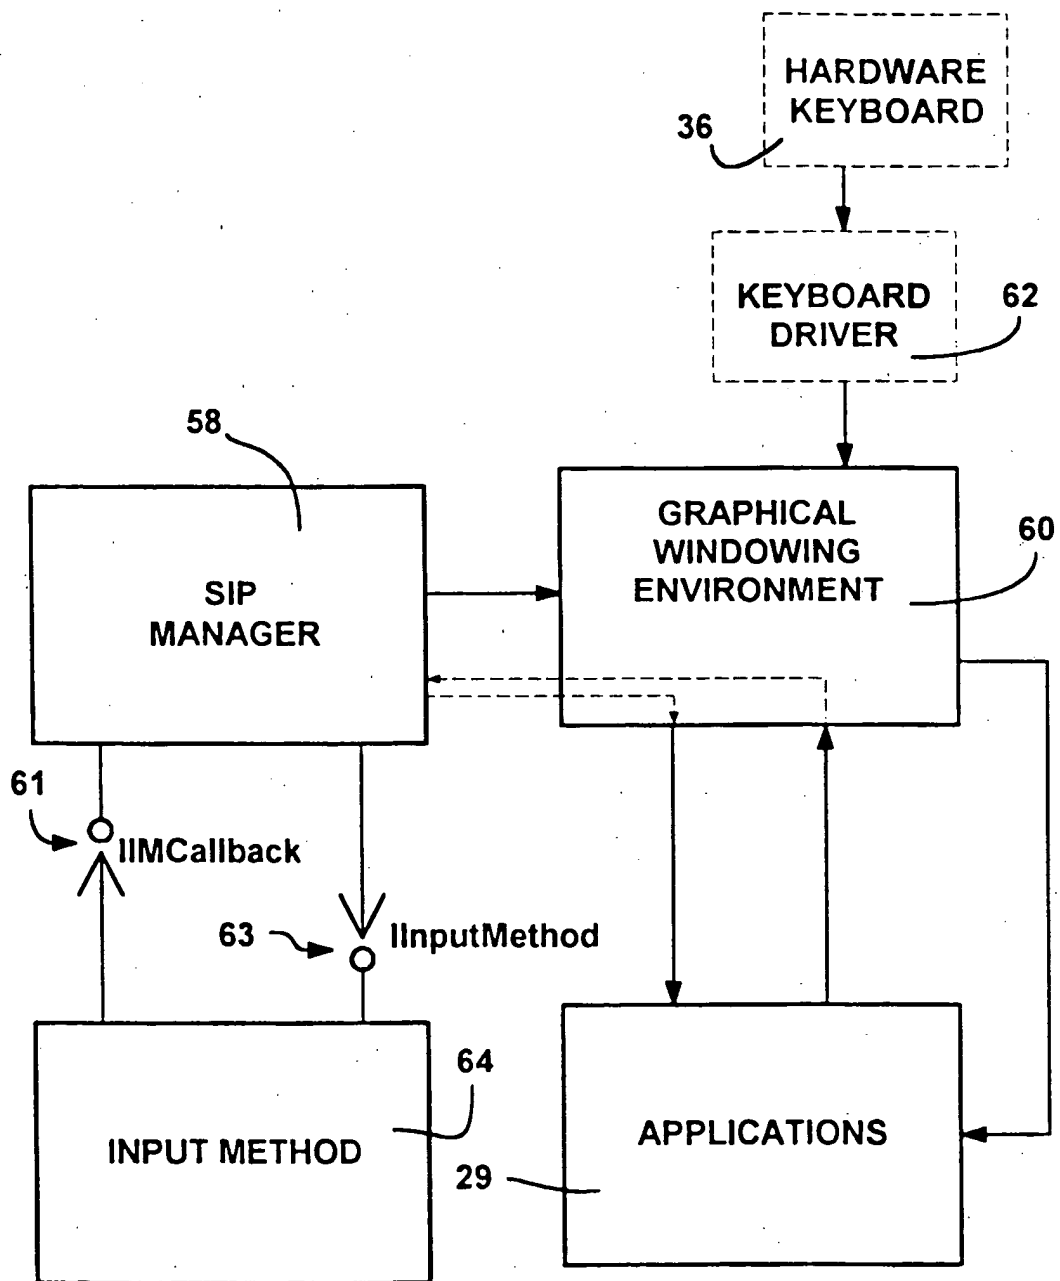 HARDWARE
KEYBOARD
36
KEYBOARD
DRIVER
62
58
SIP
MANAGER
GRAPHICAL
WINDOWING
ENVIRONMENT
60
61
IIMCallback
63
IInputMethod
INPUT METHOD
64
APPLICATIONS
29